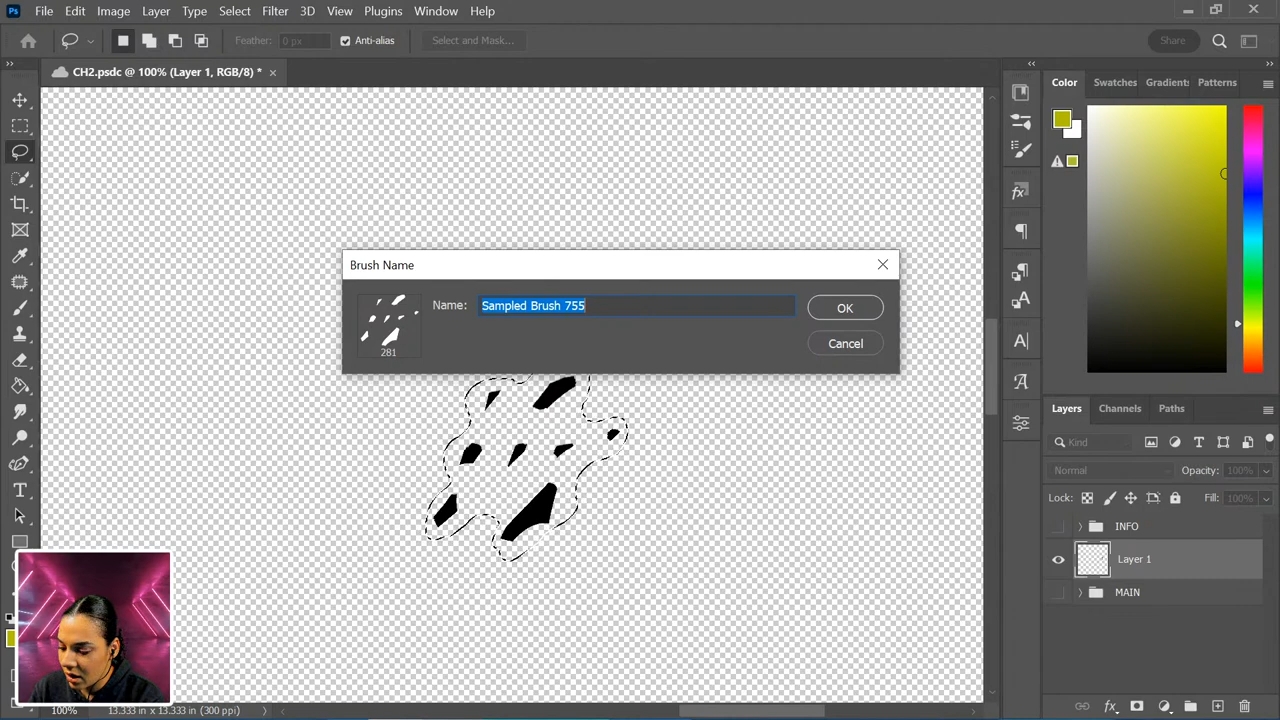 Ps File Edit Image Layer Type Select Filter 3D View Plugins Window Help
Feather: 0 px Anti-alias Select and Mask... Share
CH2.psdc @ 100% (Layer 1, RGB/8) * ×
Color Swatches Gradient Patterns
Brush Name
Name: Sampled Brush 755 OK
281
Cancel
Layers Channels Paths
Kind
Normal Opacity: 100%
Lock: Fill: 100%
INFO
Layer 1
MAIN
100% 13.333 in x 13.333 in (300 ppi)